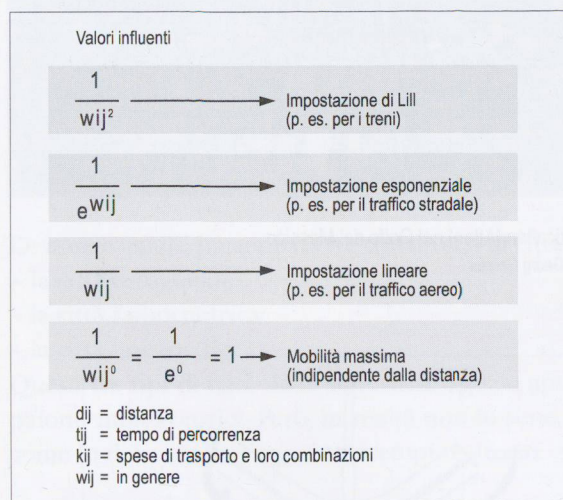 Valori influenti
1
wij²
Impostazione di Lill
(p. es. per i treni)
1
e^wij
Impostazione esponenziale
(p. es. per il traffico stradale)
1
wij
Impostazione lineare
(p. es. per il traffico aereo)
1 1
wij⁰ = e⁰ = 1
Mobilità massima
(indipendente dalla distanza)
dij = distanza
tij = tempo di percorrenza
kij = spese di trasporto e loro combinazioni
wij = in genere